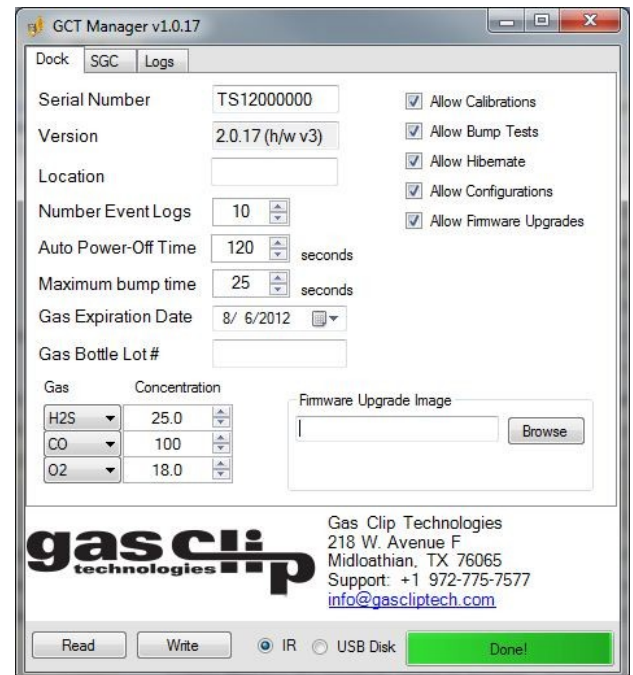 GCT Manager v1.0.17
Dock SGC Logs
Serial Number TS12000000
Version 2.0.17 (h/w v3)
Location
Number Event Logs 10
Auto Power-Off Time 120 seconds
Maximum bump time 25 seconds
Gas Expiration Date 8/ 6/2012
Gas Bottle Lot #
Allow Calibrations
Allow Bump Tests
Allow Hibernate
Allow Configurations
Allow Firmware Upgrades
Gas Concentration
H2S 25.0
CO 100
O2 18.0
Firmware Upgrade Image
Browse
gas clip
technologies
Gas Clip Technologies
218 W. Avenue F
Midloathian, TX 76065
Support: +1 972-775-7577
info@gascliptech.com
Read Write IR USB Disk Done!